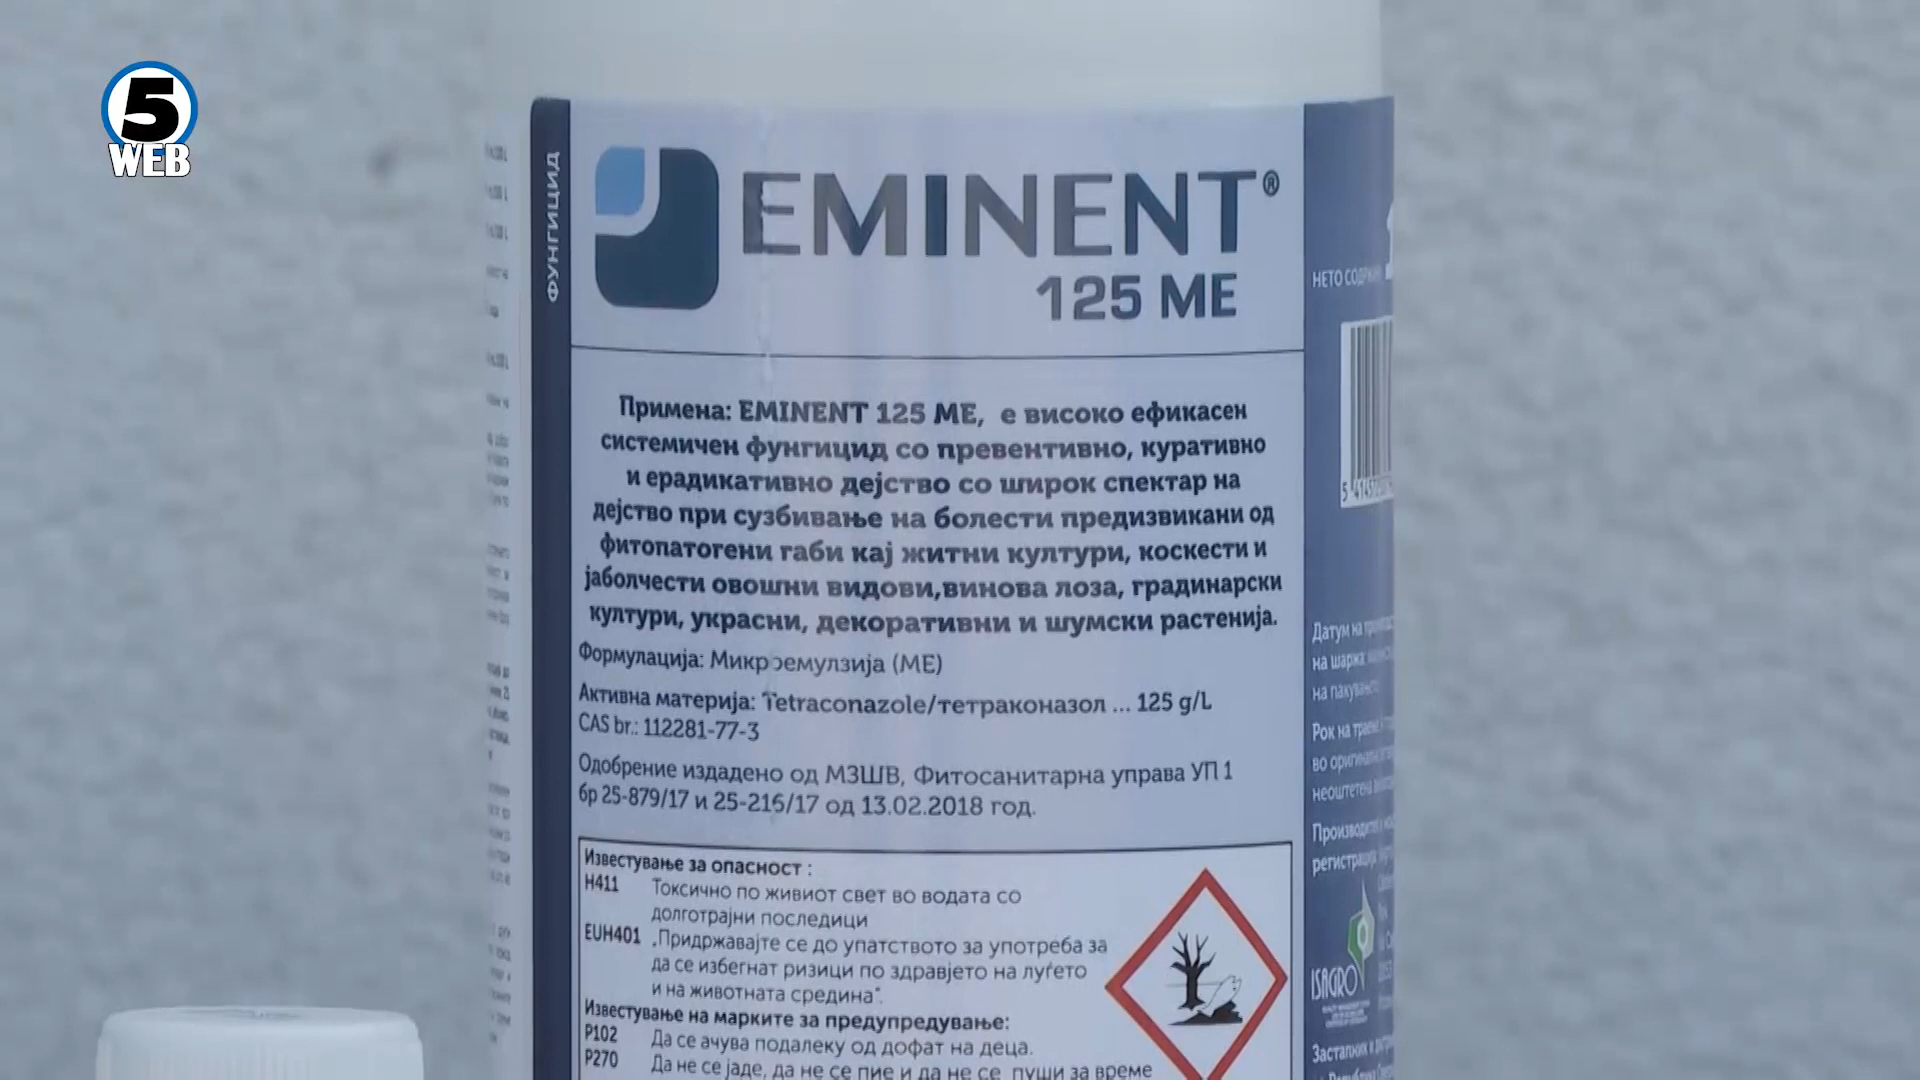 5
WEB
ФУНГИЦИД
EMINENT®
125 ME
Примена: EMINENT 125 ME, е високо ефикасен
системичен фунгицид со превентивно, куративно
и ерадикативно дејство со широк спектар на
дејство при сузбивање на болести предизвикани од
фитопатогени габи кај житни култури, коскести и
јаболчести овошни видови,винова лоза, градинарски
култури, украсни, декоративни и шумски растенија.
Формулација: Микроемулзија (ME)
Активна материја: Tetraconazole/тетраконазол ... 125 g/L
CAS br.: 112281-77-3
Одобрение издадено од МЗШВ, Фитосанитарна управа УП 1
бр 25-879/17 и 25-216/17 од 13.02.2018 год.
Известување за опасност :
H411 Токсично по живиот свет во водата со
долготрајни последици
EUH401 „Придржавајте се до упатството за употреба за
да се избегнат ризици по здравјето на луѓето
и на животната средина“.
Известување на марките за предупредување:
P102 Да се ачува подалеку од дофат на деца.
P270 Да не се јаде, да не се пие и да не се пуши за време
НЕТО
Датум на
на шаржа
на
Рок на
во
неоштетена
регистрација
ISAGRO
Застапник и